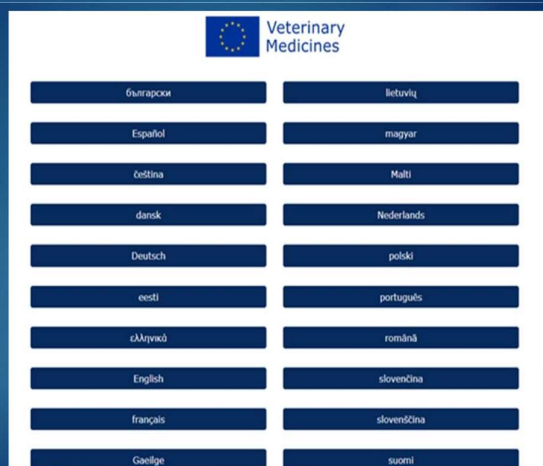 Veterinary
Medicines
български
lietuvių
Español
magyar
čeština
Malti
dansk
Nederlands
Deutsch
polski
eesti
português
ελληνικά
română
English
slovenčina
français
slovenščina
Gaeilge
suomi